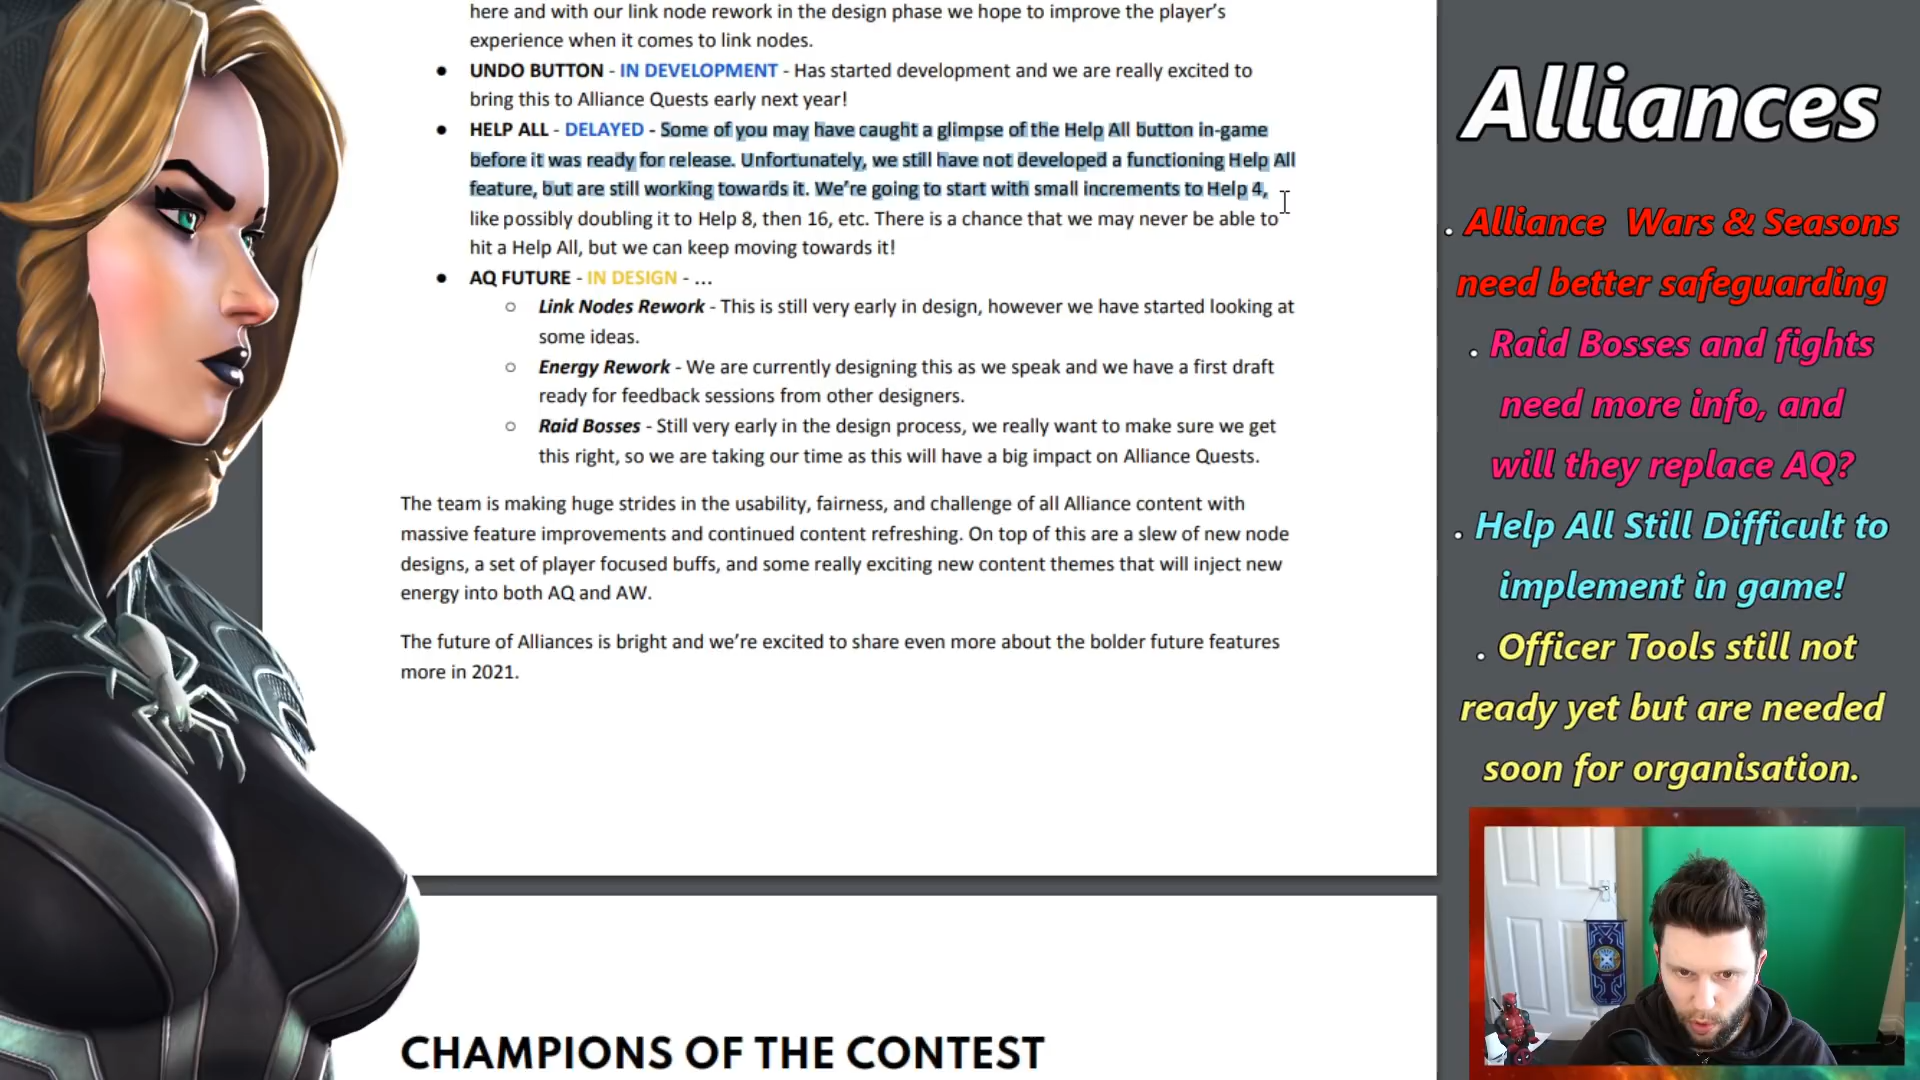 here and with our link node rework in the design phase we hope to improve the player's
experience when it comes to link nodes.
● UNDO BUTTON - IN DEVELOPMENT - Has started development and we are really excited to
bring this to Alliance Quests early next year!
● HELP ALL - DELAYED - Some of you may have caught a glimpse of the Help All button in-game
before it was ready for release. Unfortunately, we still have not developed a functioning Help All
feature, but are still working towards it. We're going to start with small increments to Help 4,
like possibly doubling it to Help 8, then 16, etc. There is a chance that we may never be able to
hit a Help All, but we can keep moving towards it!
● AQ FUTURE - IN DESIGN - ...
○ Link Nodes Rework - This is still very early in design, however we have started looking at
some ideas.
○ Energy Rework - We are currently designing this as we speak and we have a first draft
ready for feedback sessions from other designers.
○ Raid Bosses - Still very early in the design process, we really want to make sure we get
this right, so we are taking our time as this will have a big impact on Alliance Quests.
The team is making huge strides in the usability, fairness, and challenge of all Alliance content with
massive feature improvements and continued content refreshing. On top of this are a slew of new node
designs, a set of player focused buffs, and some really exciting new content themes that will inject new
energy into both AQ and AW.
The future of Alliances is bright and we're excited to share even more about the bolder future features
more in 2021.
CHAMPIONS OF THE CONTEST
Alliances
. Alliance Wars & Seasons
need better safeguarding
. Raid Bosses and fights
need more info, and
will they replace AQ?
. Help All Still Difficult to
implement in game!
. Officer Tools still not
ready yet but are needed
soon for organisation.